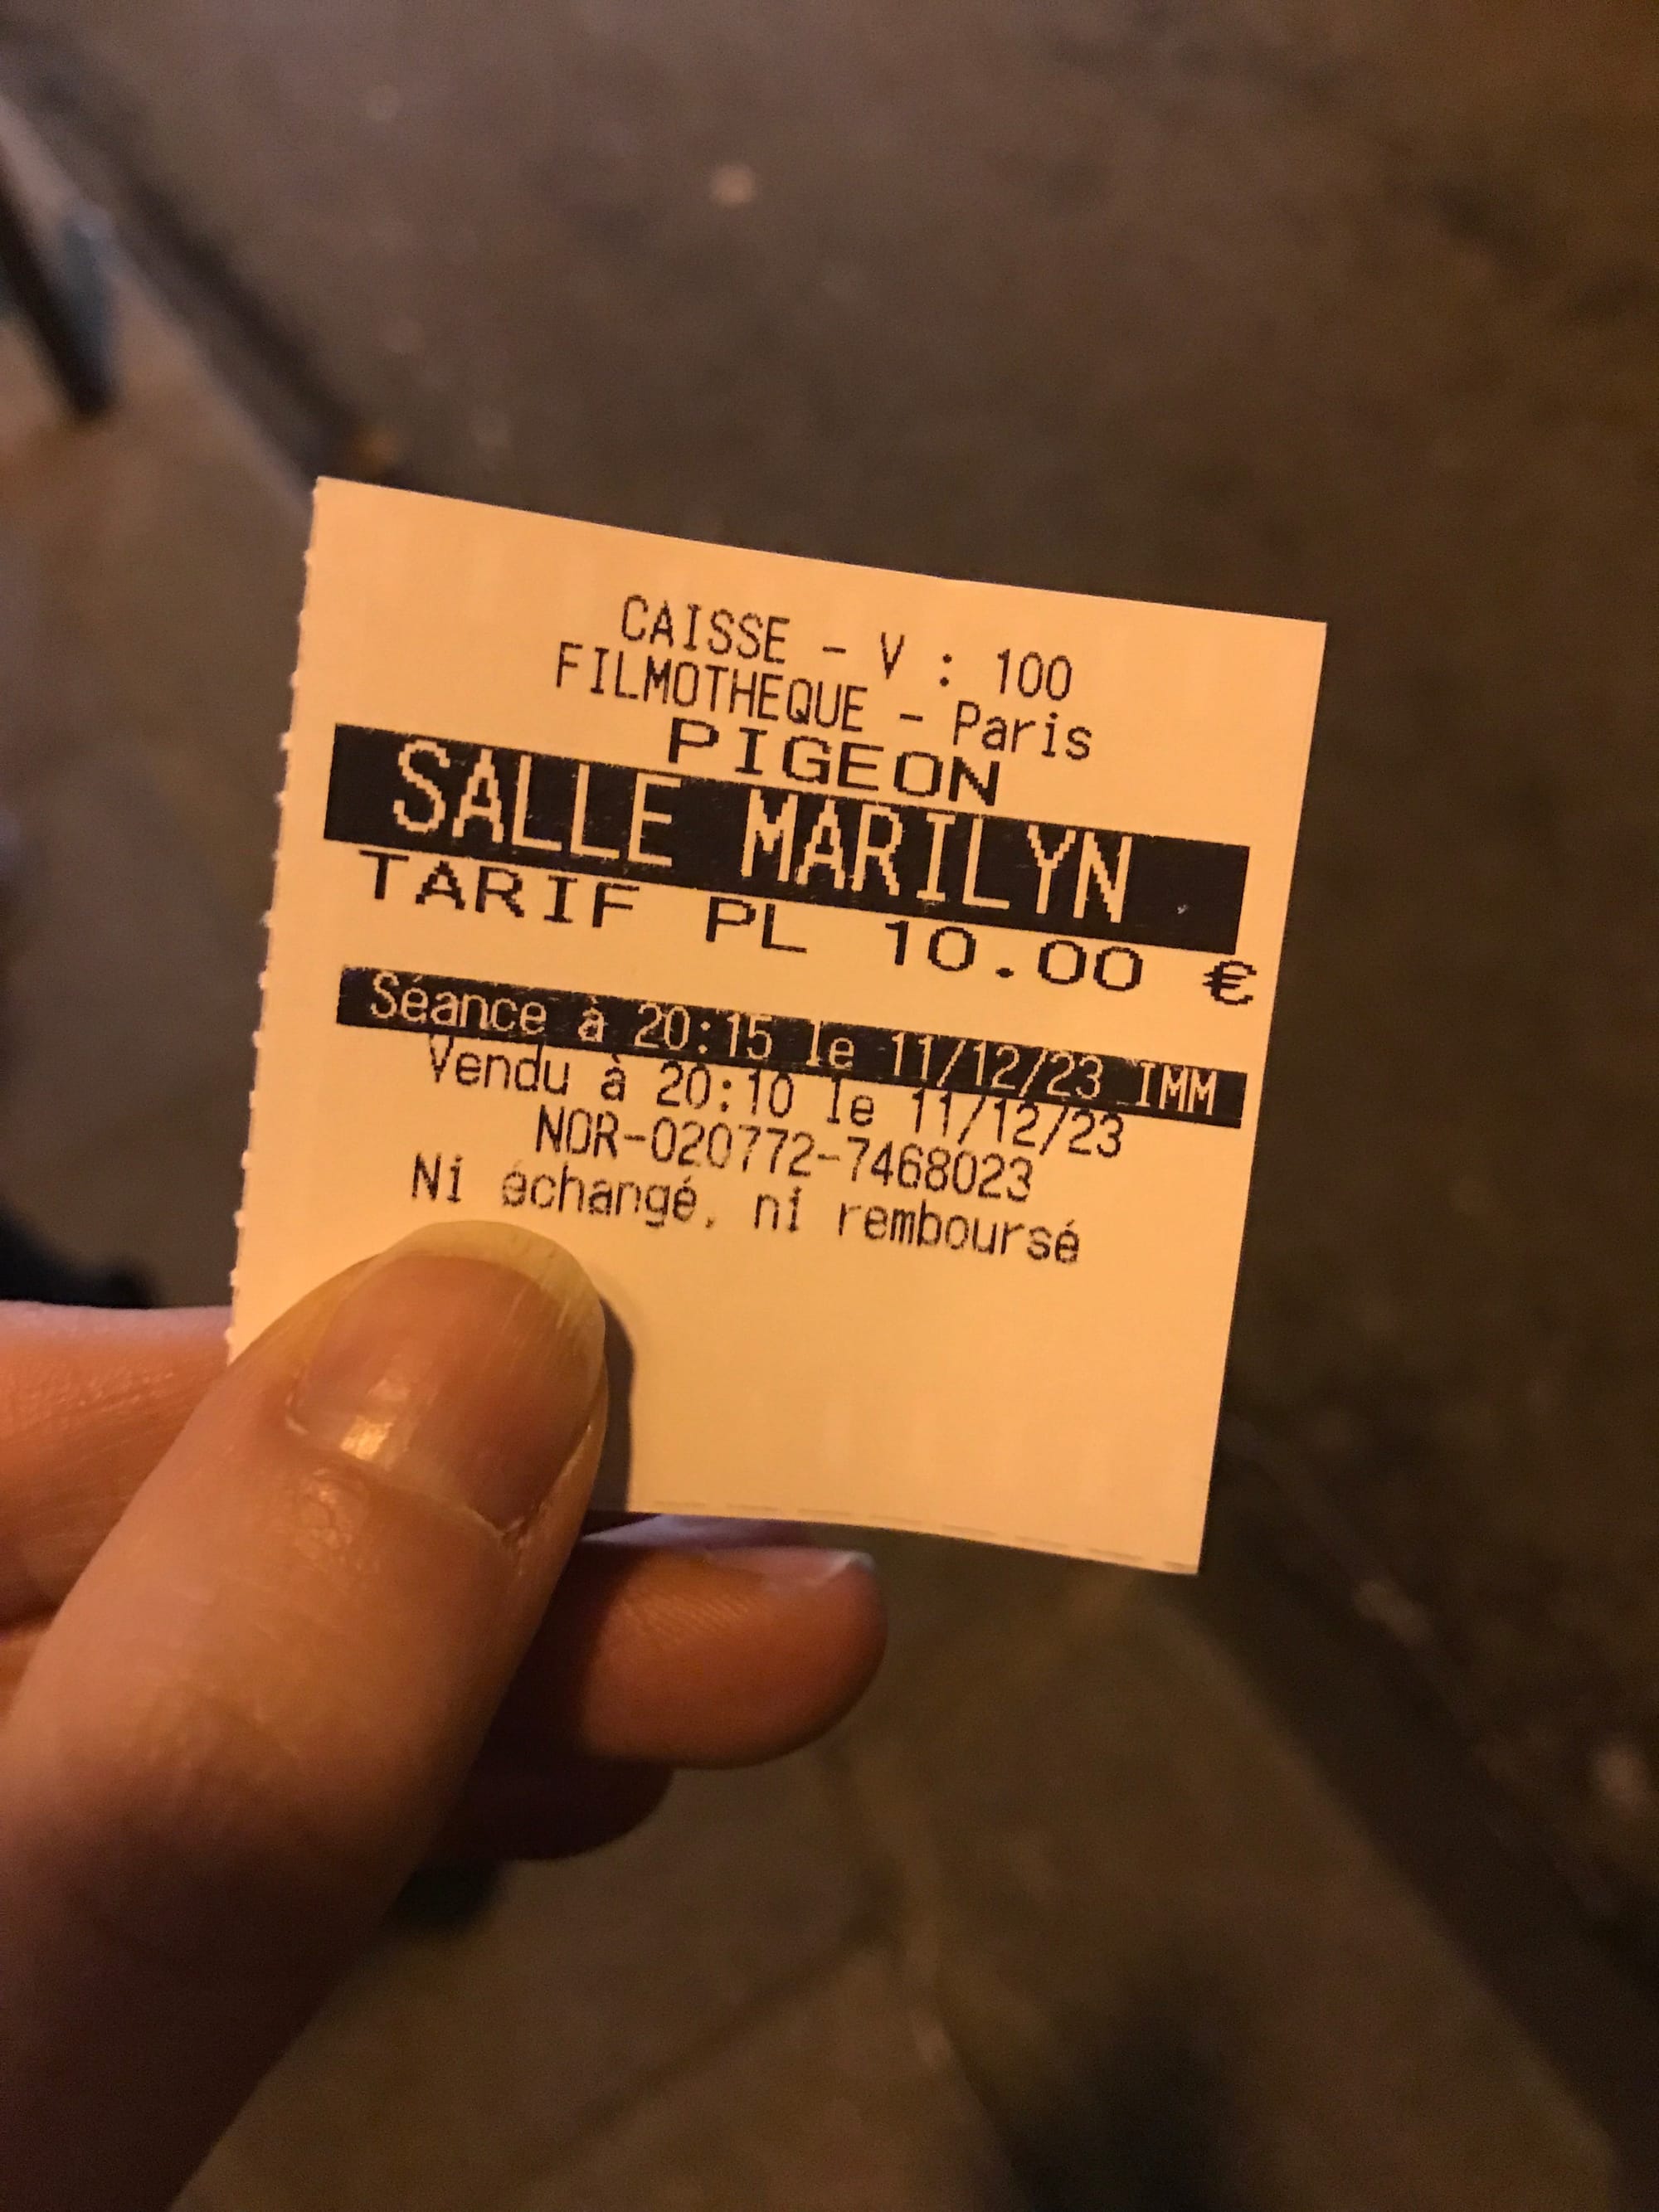 CAISSE - V : 100
FILMOTHEQUE - Paris
PIGEON
SALLE MARILYN
TARIF PL 10.00 €
Séance à 20:15 le 11/12/23 IMM
Vendu à 20:10 le 11/12/23
NOR-020772-7468023
Ni échangé, ni remboursé